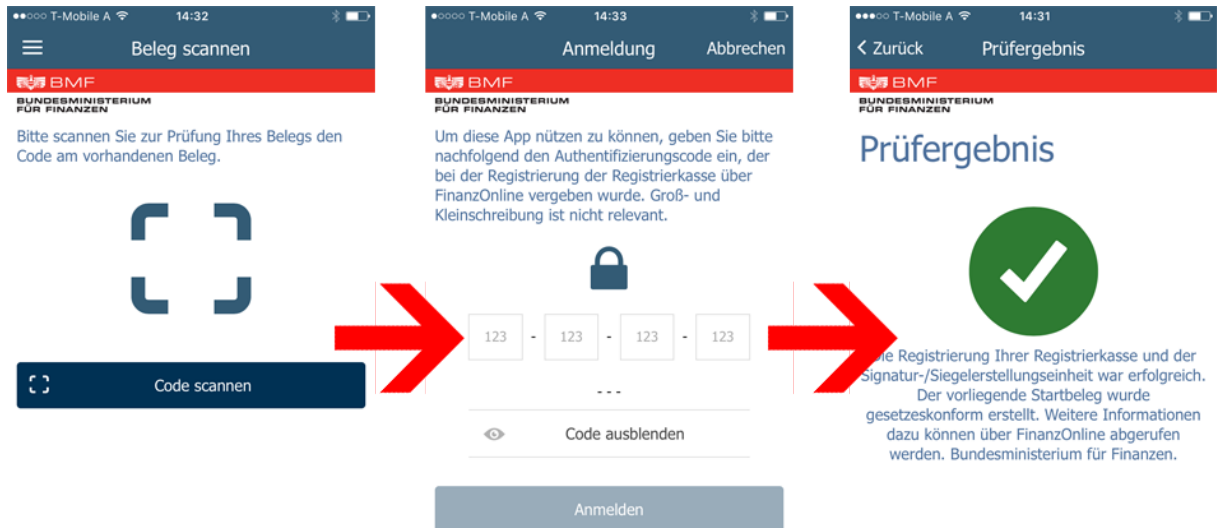 T-Mobile A 14:32
Beleg scannen
BMF
BUNDESMINISTERIUM
FÜR FINANZEN
Bitte scannen Sie zur Prüfung Ihres Belegs den
Code am vorhandenen Beleg.
Code scannen
T-Mobile A 14:33
Anmeldung Abbrechen
BMF
BUNDESMINISTERIUM
FÜR FINANZEN
Um diese App nützen zu können, geben Sie bitte
nachfolgend den Authentifizierungscode ein, der
bei der Registrierung der Registrierkasse über
FinanzOnline vergeben wurde. Groß- und
Kleinschreibung ist nicht relevant.
123 - 123 - 123 - 123
---
Code ausblenden
Anmelden
T-Mobile A 14:31
< Zurück Prüfergebnis
BMF
BUNDESMINISTERIUM
FÜR FINANZEN
Prüfergebnis
Die Registrierung Ihrer Registrierkasse und der
Signatur-/Siegelerstellungseinheit war erfolgreich.
Der vorliegende Startbeleg wurde
gesetzeskonform erstellt. Weitere Informationen
dazu können über FinanzOnline abgerufen
werden. Bundesministerium für Finanzen.